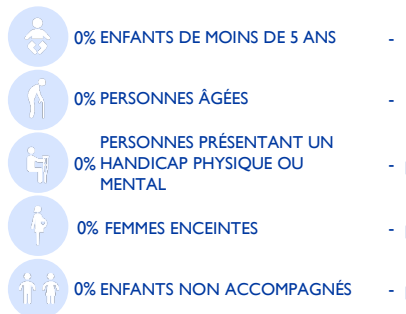 0% ENFANTS DE MOINS DE 5 ANS -
0% PERSONNES ÂGÉES -
PERSONNES PRÉSENTANT UN
0% HANDICAP PHYSIQUE OU -
MENTAL
0% FEMMES ENCEINTES -
0% ENFANTS NON ACCOMPAGNÉS -